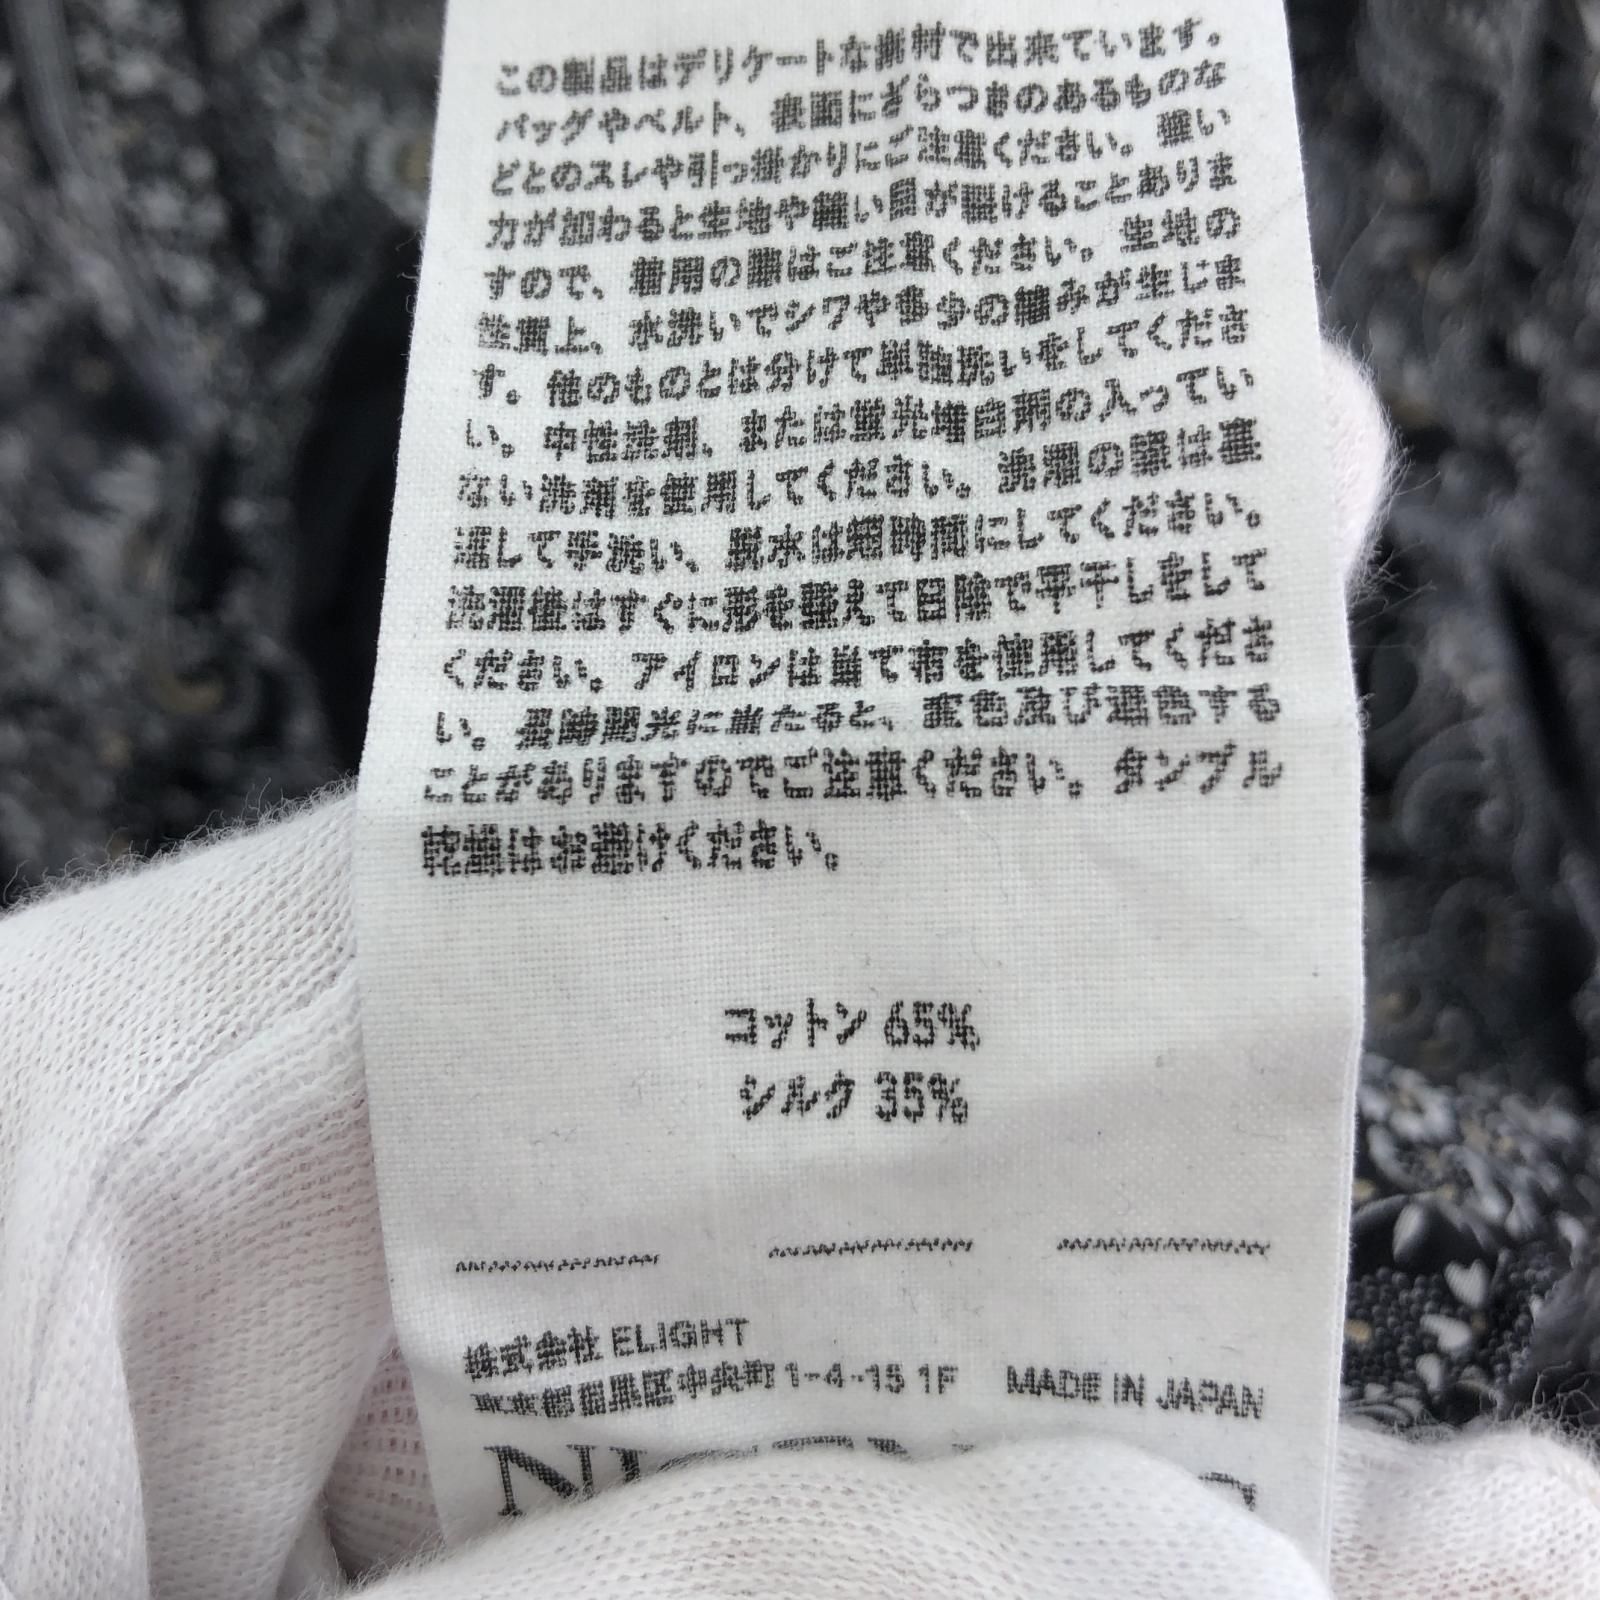 この製品はデリケートな素材で出来ています。
バッグやベルト、表面にざらつきのあるものな
どとのスレや引っ掛かりにご注意ください。強い
力が加わると生地や縫い目が裂けることありま
すので、着用の際はご注意ください。生地の
性質上、水洗いでシワや多少の縮みが生じま
す。他のものとは分けて単独洗いをしてくださ
い。中性洗剤、または蛍光増白剤の入ってい
ない洗剤を使用してください。洗濯の際は裏
返して手洗い、脱水は短時間にしてください。
洗濯後はすぐに形を整えて日陰で平干しをして
ください。アイロンは当て布を使用してくださ
い。長時間光に当たると、変色及び退色する
ことがありますのでご注意ください。タンブル
乾燥はお避けください。
コットン 65%
シルク 35%
株式会社 ELIGHT
東京都目黒区中央町 1-4-15 1F MADE IN JAPAN